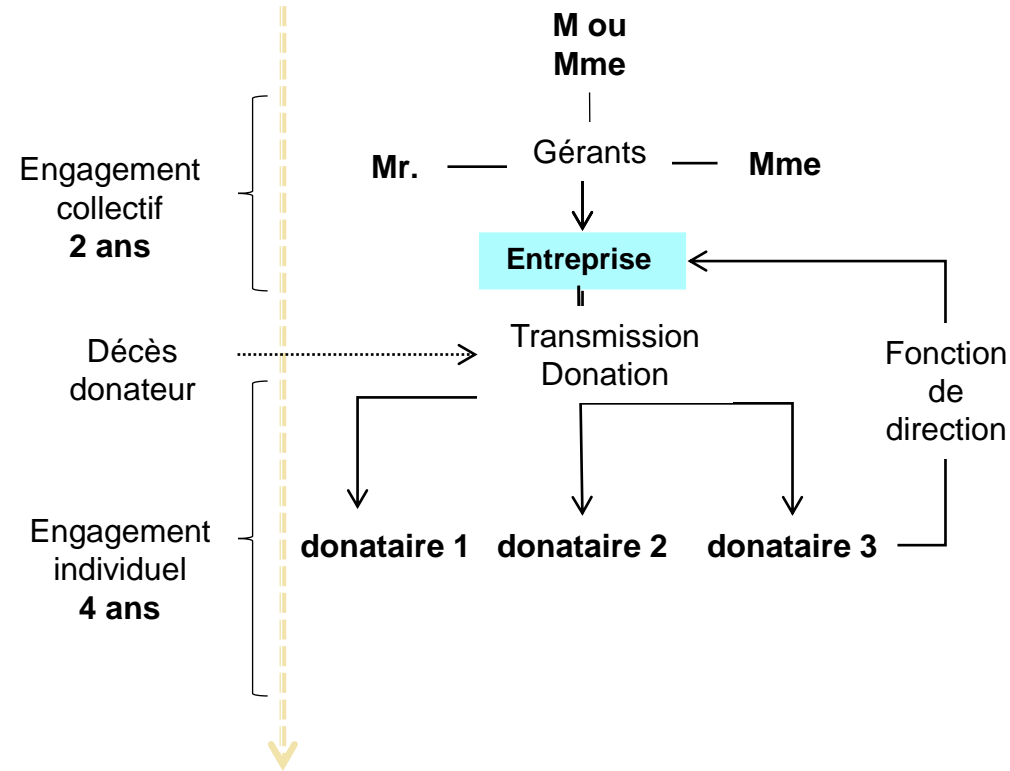 M ou
Mme
Engagement
collectif
2 ans
Mr.
Gérants
Mme
Entreprise
Décès
donateur
Transmission
Donation
Fonction
de
direction
Engagement
individuel
4 ans
donataire 1
donataire 2
donataire 3